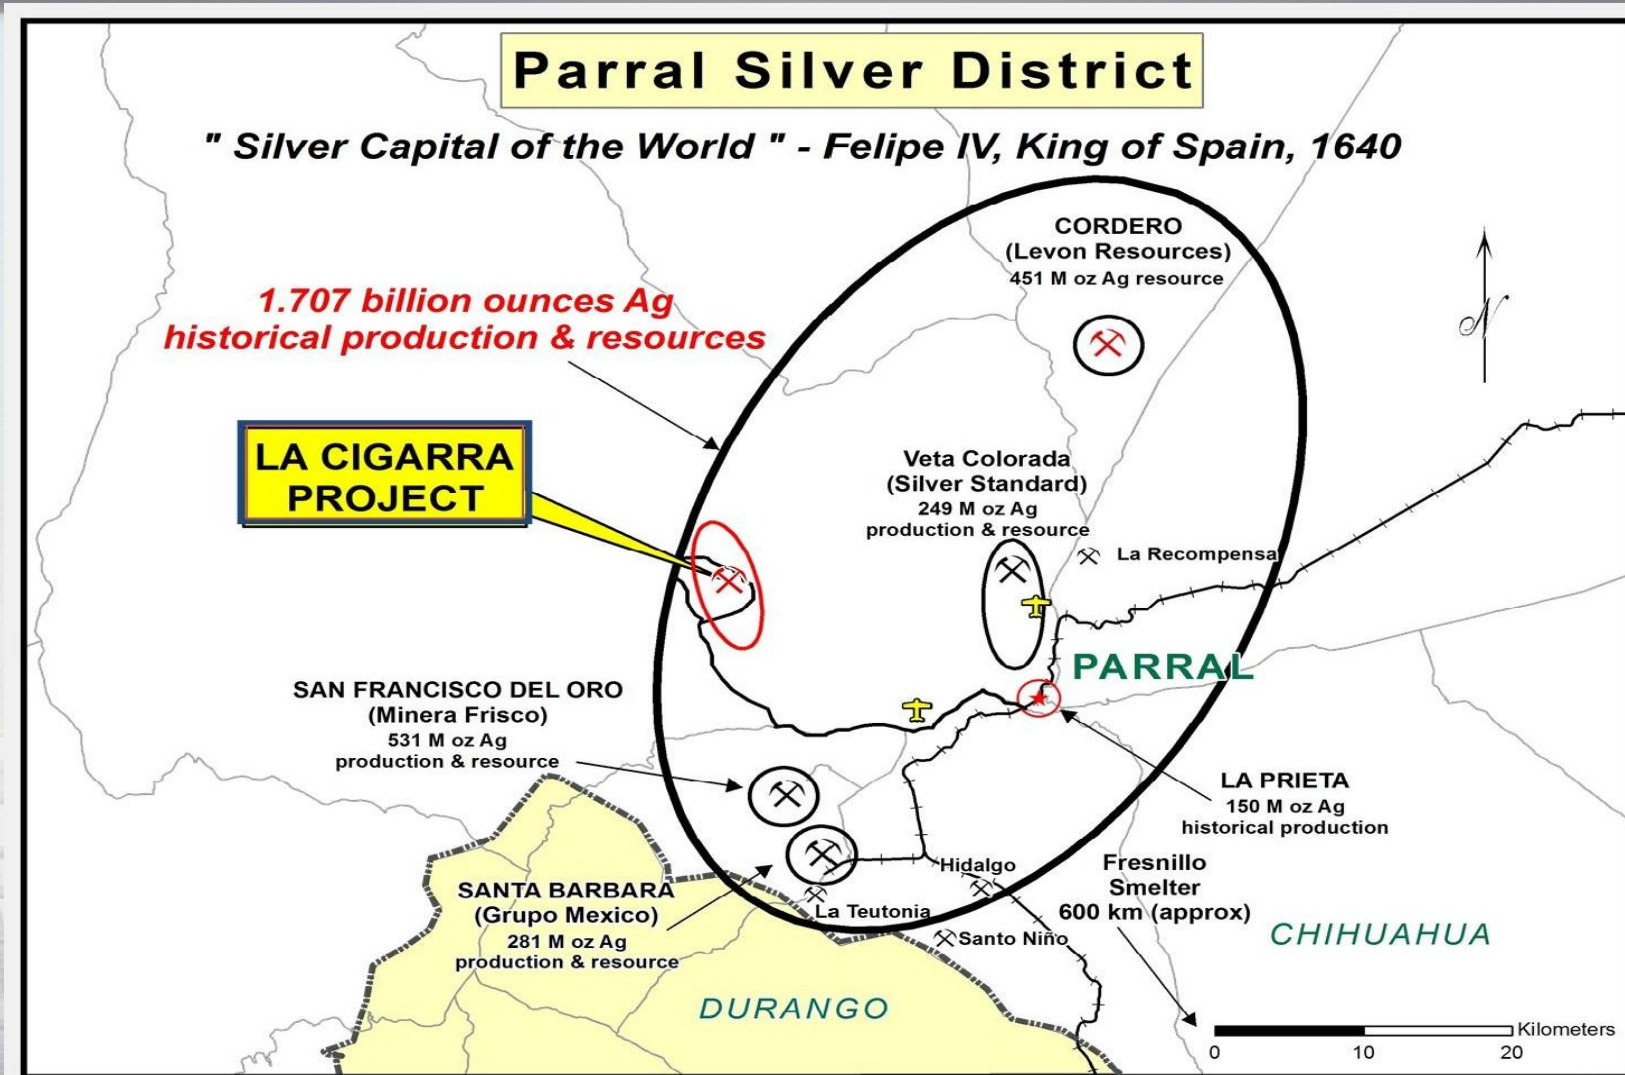 Parral Silver District
" Silver Capital of the World " - Felipe IV, King of Spain, 1640
CORDERO
(Levon Resources)
451 M oz Ag resource
1.707 billion ounces Ag
historical production & resources
N
LA CIGARRA
PROJECT
Veta Colorada
(Silver Standard)
249 M oz Ag
production & resource
La Recompensa
PARRAL
SAN FRANCISCO DEL ORO
(Minera Frisco)
531 M oz Ag
production & resource
LA PRIETA
150 M oz Ag
historical production
Hidalgo
Fresnillo
Smelter
600 km (approx)
SANTA BARBARA
(Grupo Mexico)
281 M oz Ag
production & resource
La Teutonia
Santo Niño
CHIHUAHUA
DURANGO
Kilometers
0 10 20